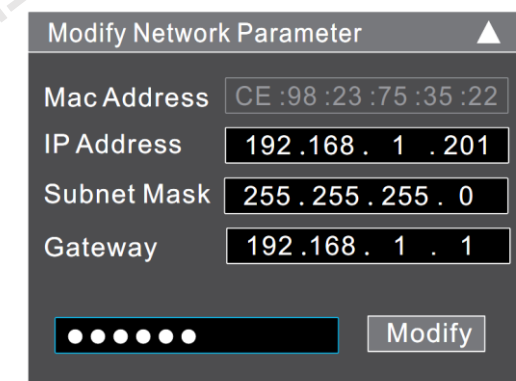 Modify Network Parameter ▲
Mac Address CE :98 :23 :75 :35 :22
IP Address 192 .168 . 1 . 201
Subnet Mask 255 . 255 . 255 . 0
Gateway 192 .168 . 1 . 1
●●●●●● Modify